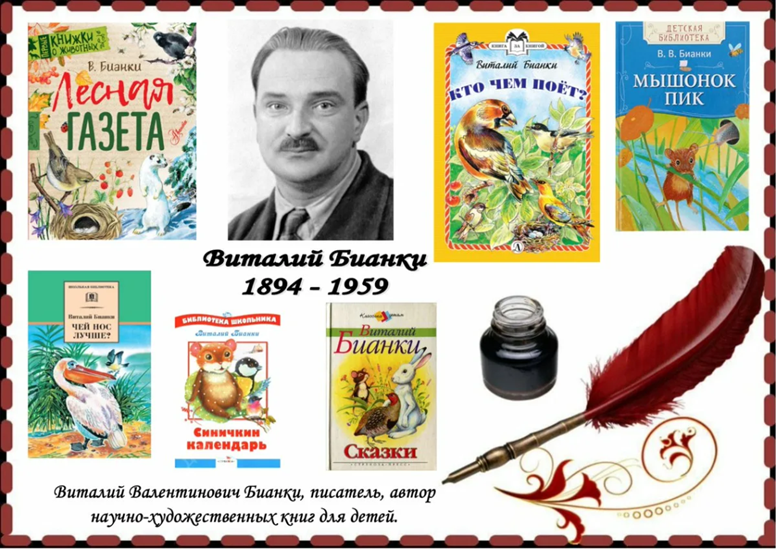 КНИЖКИ
О ЖИВОТНЫХ
В. Бианки
Лесная
ГАЗЕТА
КНИГА ЗА КНИГОЙ
Виталий Бианки
КТО ЧЕМ ПОЁТ?
ДЕТСКАЯ
БИБЛИОТЕКА
В. В. Бианки
МЫШОНОК
ПИК
Виталий Бианки
1894 - 1959
ШКОЛЬНАЯ БИБЛИОТЕКА
Виталий Бианки
ЧЕЙ НОС
ЛУЧШЕ?
БИБЛИОТЕКА ШКОЛЬНИКА
Виталий Бианки
Синичкин
календарь
Виталий
Бианки
Сказки
Виталий Валентинович Бианки, писатель, автор
научно-художественных книг для детей.